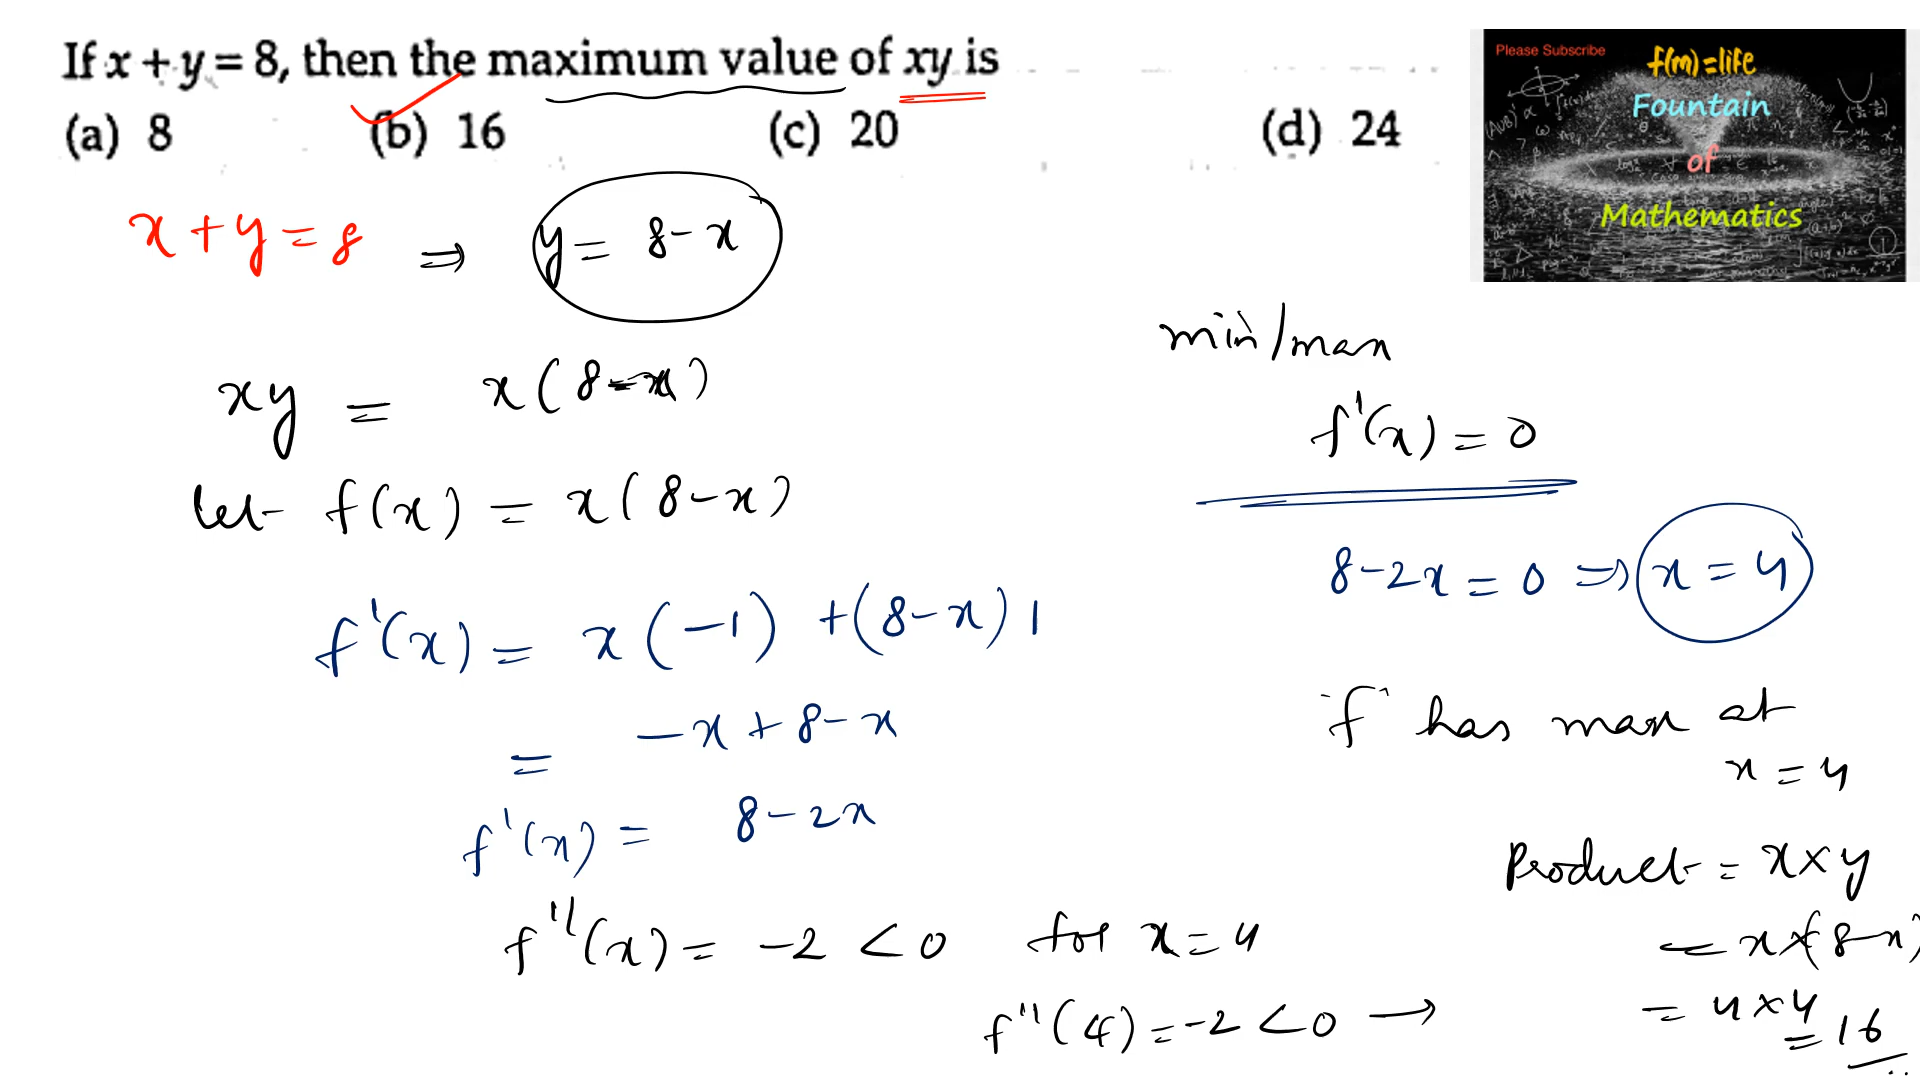 If x + y = 8, then the maximum value of xy is
(a) 8 (b) 16 (c) 20 (d) 24
Please Subscribe
f(m)=life
Fountain
of
Mathematics
x + y = 8 ⇒ y = 8 - x
xy = x(8 - x)
let f(x) = x(8 - x)
f'(x) = x(-1) + (8 - x) 1
= -x + 8 - x
f'(x) = 8 - 2x
f''(x) = -2 < 0 for x = 4
f''(4) = -2 < 0 →
min/max
f'(x) = 0
8 - 2x = 0 ⇒ x = 4
f has max at
x = 4
Product = x × y
= x × (8 - x)
= 4 × 4
= 16